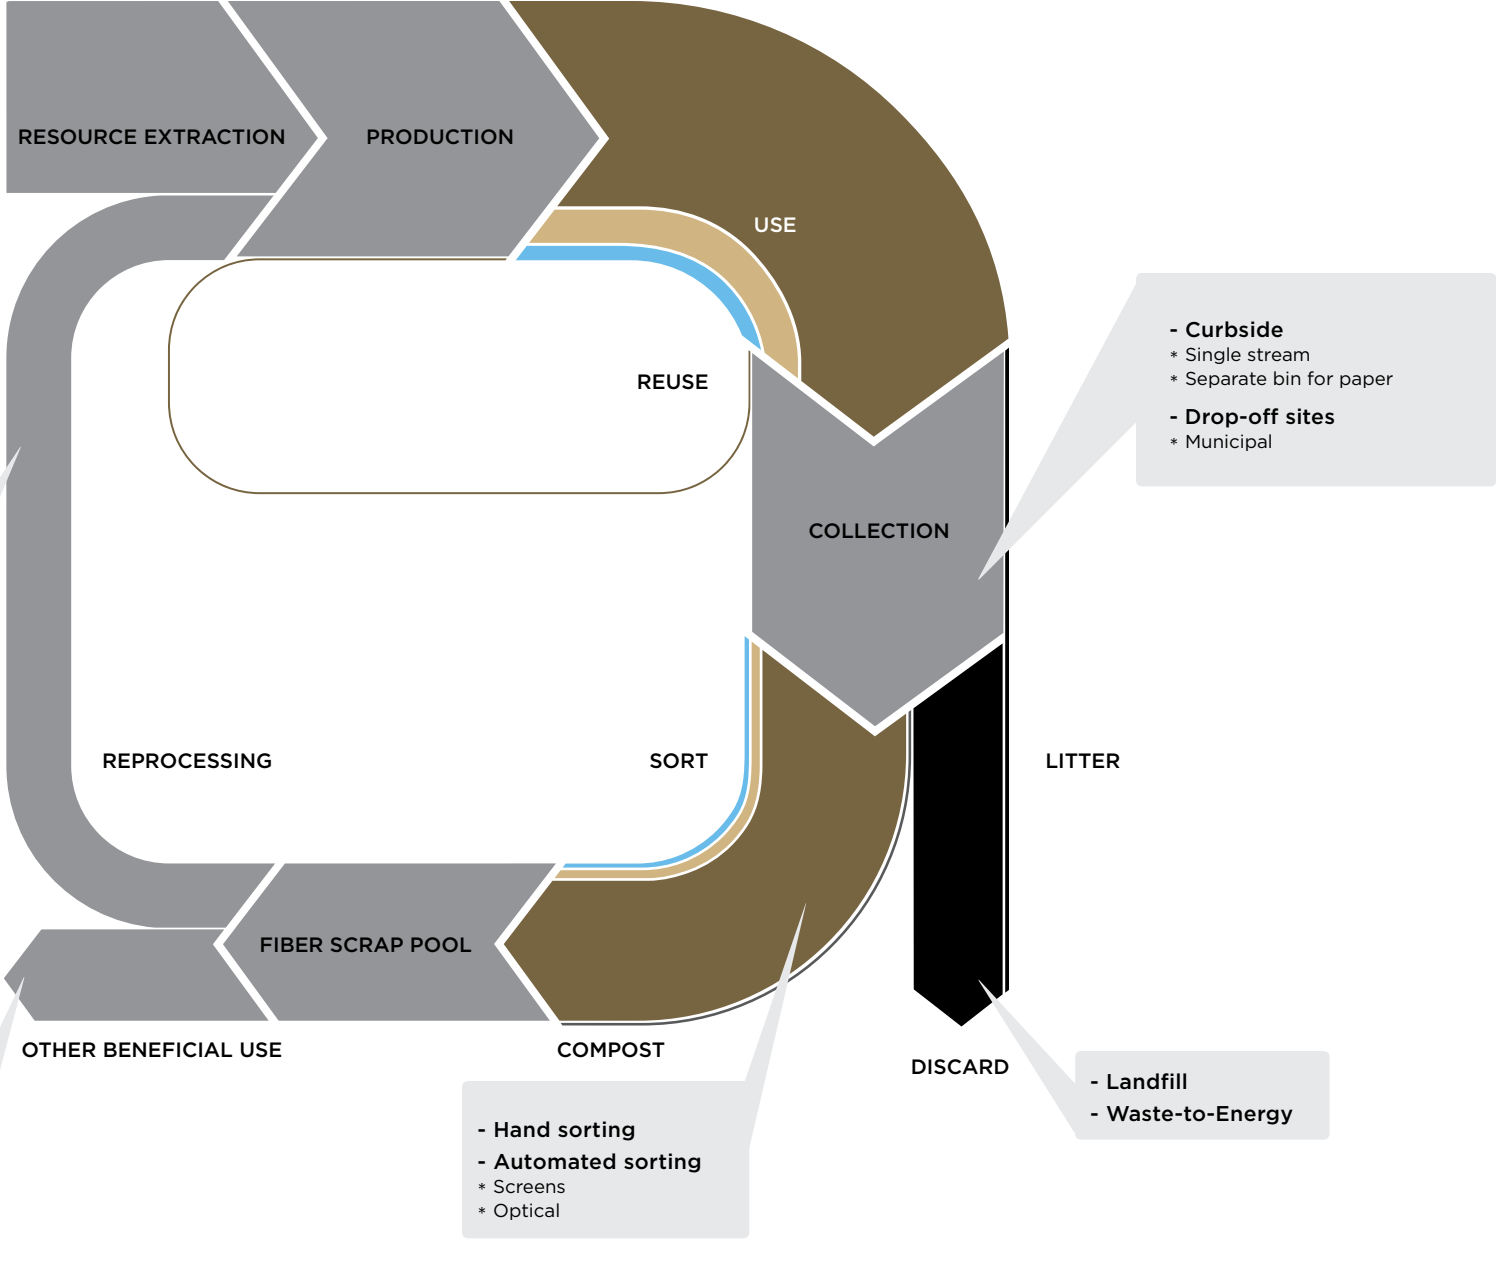 RESOURCE EXTRACTION
PRODUCTION
USE
- Curbside
* Single stream
* Separate bin for paper
- Drop-off sites
* Municipal
REUSE
COLLECTION
REPROCESSING
SORT
LITTER
FIBER SCRAP POOL
OTHER BENEFICIAL USE
COMPOST
DISCARD
- Landfill
- Waste-to-Energy
- Hand sorting
- Automated sorting
* Screens
* Optical